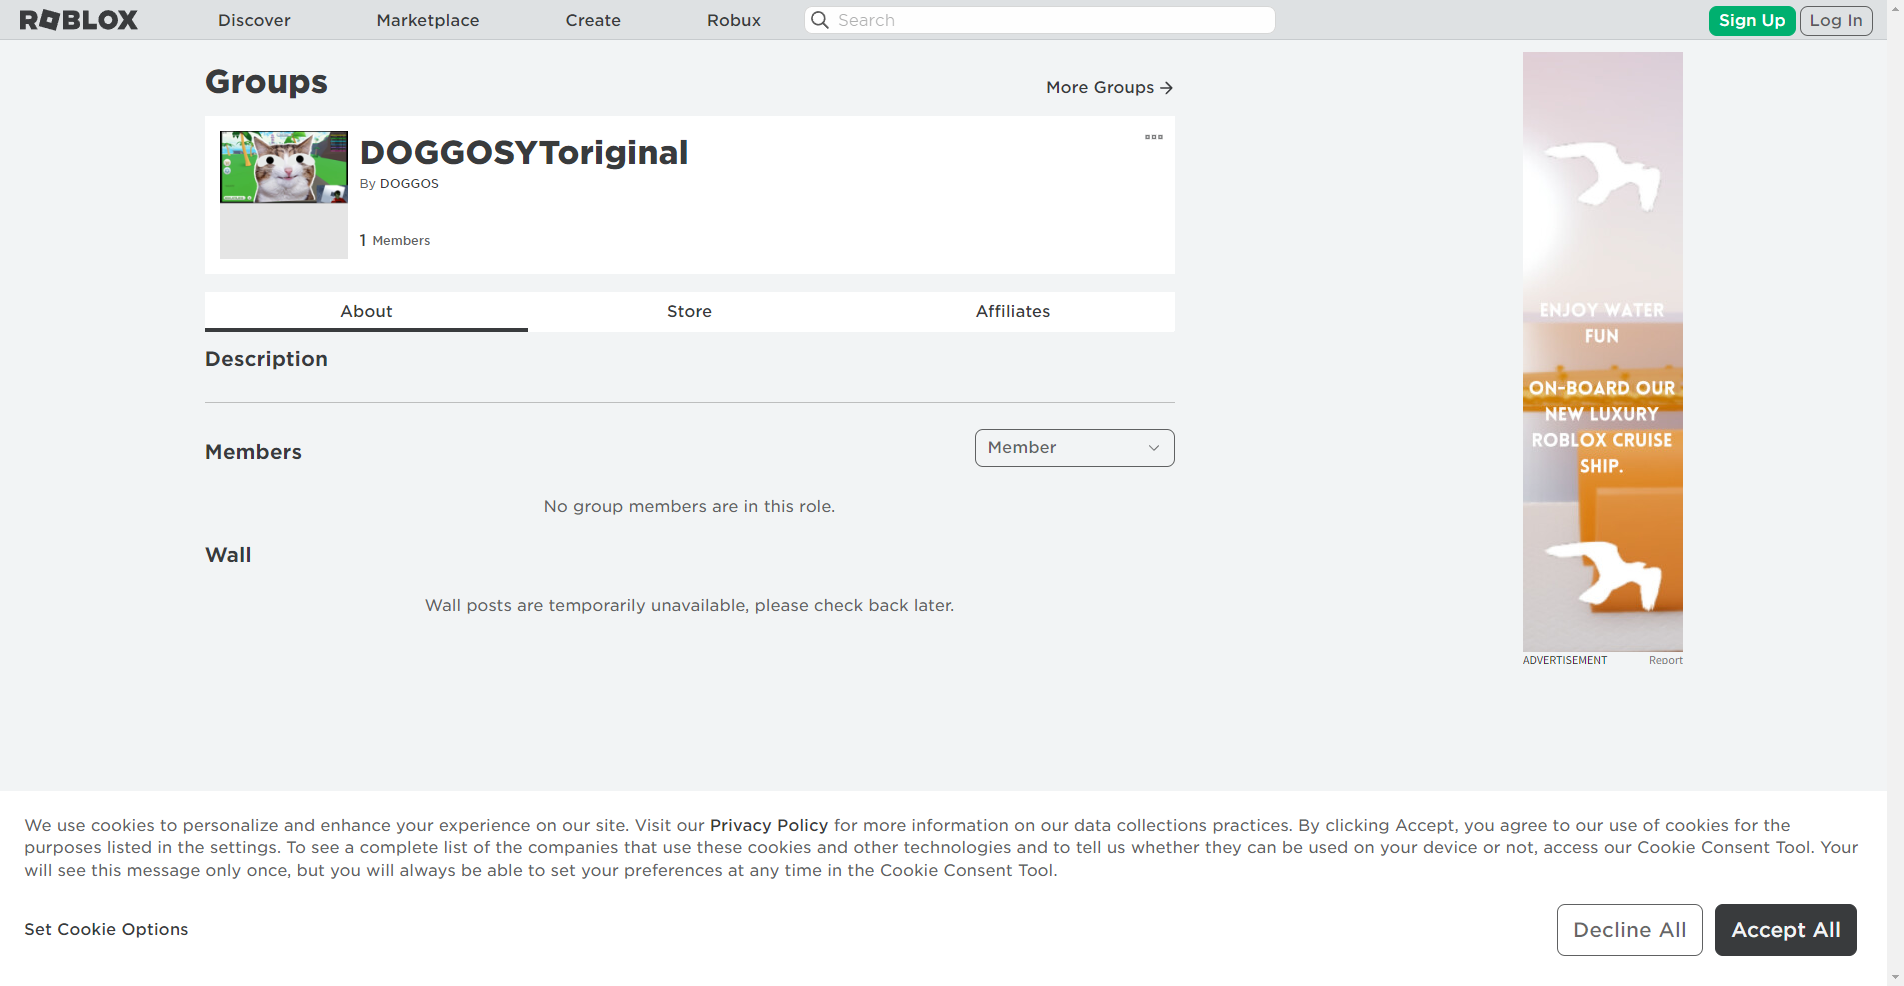 ROBLOX Discover Marketplace Create Robux Search Sign Up Log In
Groups
More Groups
DOGGOSYToriginal
By DOGGOS
1 Members
About Store Affiliates
Description
Members
Member
No group members are in this role.
Wall
Wall posts are temporarily unavailable, please check back later.
ENJOY WATER
FUN
ON-BOARD OUR
NEW LUXURY
ROBLOX CRUISE
SHIP.
ADVERTISEMENT Report
We use cookies to personalize and enhance your experience on our site. Visit our Privacy Policy for more information on our data collections practices. By clicking Accept, you agree to our use of cookies for the
purposes listed in the settings. To see a complete list of the companies that use these cookies and other technologies and to tell us whether they can be used on your device or not, access our Cookie Consent Tool. Your
will see this message only once, but you will always be able to set your preferences at any time in the Cookie Consent Tool.
Set Cookie Options
Decline All Accept All